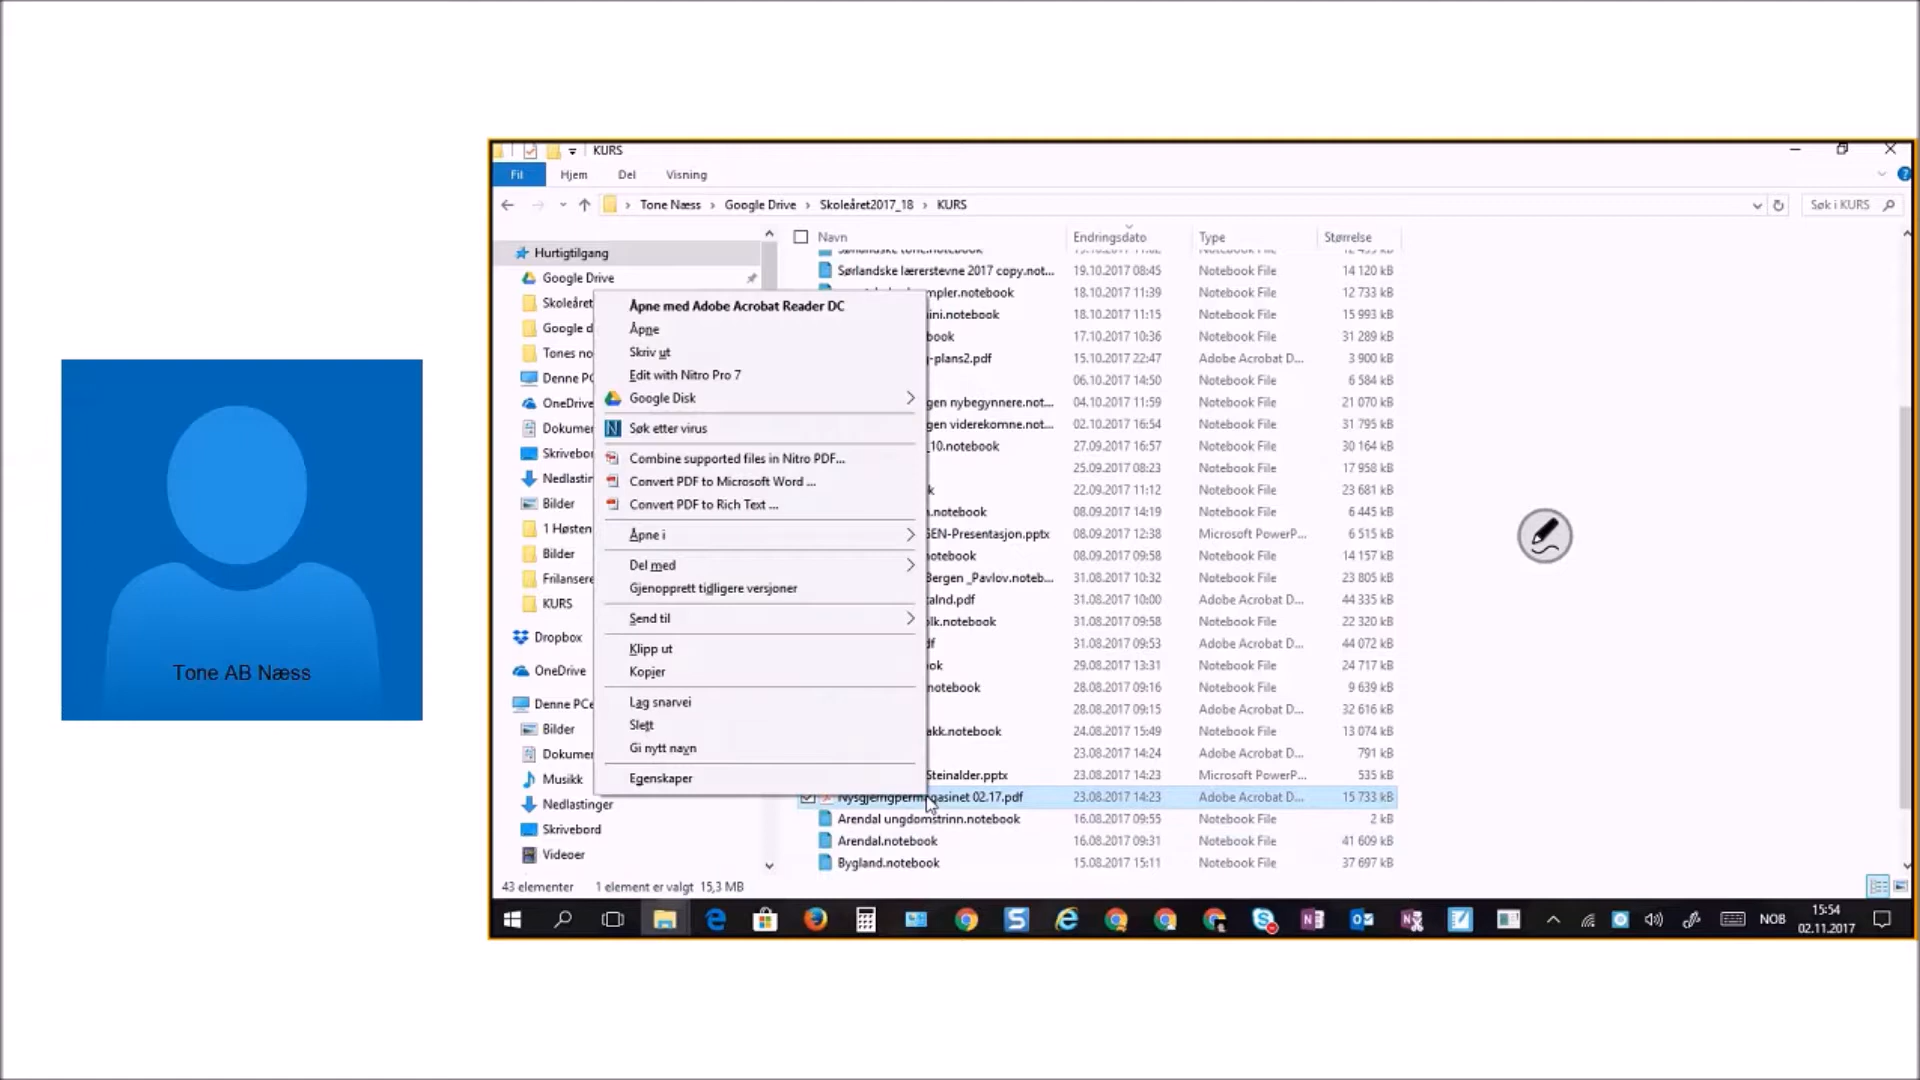 KURS
Fil Hjem Del Visning
Tone Næss › Google Drive › Skoleåret2017_18 › KURS
Søk i KURS
Navn Endringsdato Type Størrelse
Hurtigtilgang
Google Drive
Skoleåret
Google d
Tones no
Denne PC
OneDrive
Dokumen
Skrivebor
Nedlastin
Bilder
1 Høsten
Bilder
Frilansere
KURS
Dropbox
OneDrive
Denne PCe
Bilder
Dokumen
Musikk
Nedlastinger
Skrivebord
Videoer
Åpne med Adobe Acrobat Reader DC
Åpne
Skriv ut
Edit with Nitro Pro 7
Google Disk
Søk etter virus
Combine supported files in Nitro PDF...
Convert PDF to Microsoft Word ...
Convert PDF to Rich Text ...
Åpne i
Del med
Gjenopprett tidligere versjoner
Send til
Klipp ut
Kopier
Lag snarvei
Slett
Gi nytt navn
Egenskaper
Sørlandske lærerstevne 2017 copy.not... 19.10.2017 08:45 Notebook File 14 120 kB
mpler.notebook 18.10.2017 11:39 Notebook File 12 733 kB
ini.notebook 18.10.2017 11:15 Notebook File 15 993 kB
book 17.10.2017 10:36 Notebook File 31 289 kB
-plans2.pdf 15.10.2017 22:47 Adobe Acrobat D... 3 900 kB
06.10.2017 14:50 Notebook File 6 584 kB
gen nybegynnere.not... 04.10.2017 11:59 Notebook File 21 070 kB
gen viderekomne.not... 02.10.2017 16:54 Notebook File 31 795 kB
_10.notebook 27.09.2017 16:57 Notebook File 30 164 kB
25.09.2017 08:23 Notebook File 17 958 kB
k 22.09.2017 11:12 Notebook File 23 681 kB
.notebook 08.09.2017 14:19 Notebook File 6 445 kB
GEN-Presentasjon.pptx 08.09.2017 12:38 Microsoft PowerP... 6 515 kB
notebook 08.09.2017 09:58 Notebook File 14 157 kB
Bergen _Pavlov.noteb... 31.08.2017 10:32 Notebook File 23 805 kB
talnd.pdf 31.08.2017 10:00 Adobe Acrobat D... 44 335 kB
olk.notebook 31.08.2017 09:58 Notebook File 22 320 kB
df 31.08.2017 09:53 Adobe Acrobat D... 44 072 kB
ok 29.08.2017 13:31 Notebook File 24 717 kB
notebook 28.08.2017 09:16 Notebook File 9 639 kB
28.08.2017 09:15 Adobe Acrobat D... 32 616 kB
akk.notebook 24.08.2017 15:49 Notebook File 13 074 kB
23.08.2017 14:24 Adobe Acrobat D... 791 kB
Steinalder.pptx 23.08.2017 14:23 Microsoft PowerP... 535 kB
Nysgjerrigpermagasinet 02.17.pdf 23.08.2017 14:23 Adobe Acrobat D... 15 733 kB
Arendal ungdomstrinn.notebook 16.08.2017 09:55 Notebook File 2 kB
Arendal.notebook 16.08.2017 09:31 Notebook File 41 609 kB
Bygland.notebook 15.08.2017 15:11 Notebook File 37 697 kB
43 elementer 1 element er valgt 15,3 MB
NOB
15:54
02.11.2017
Tone AB Næss